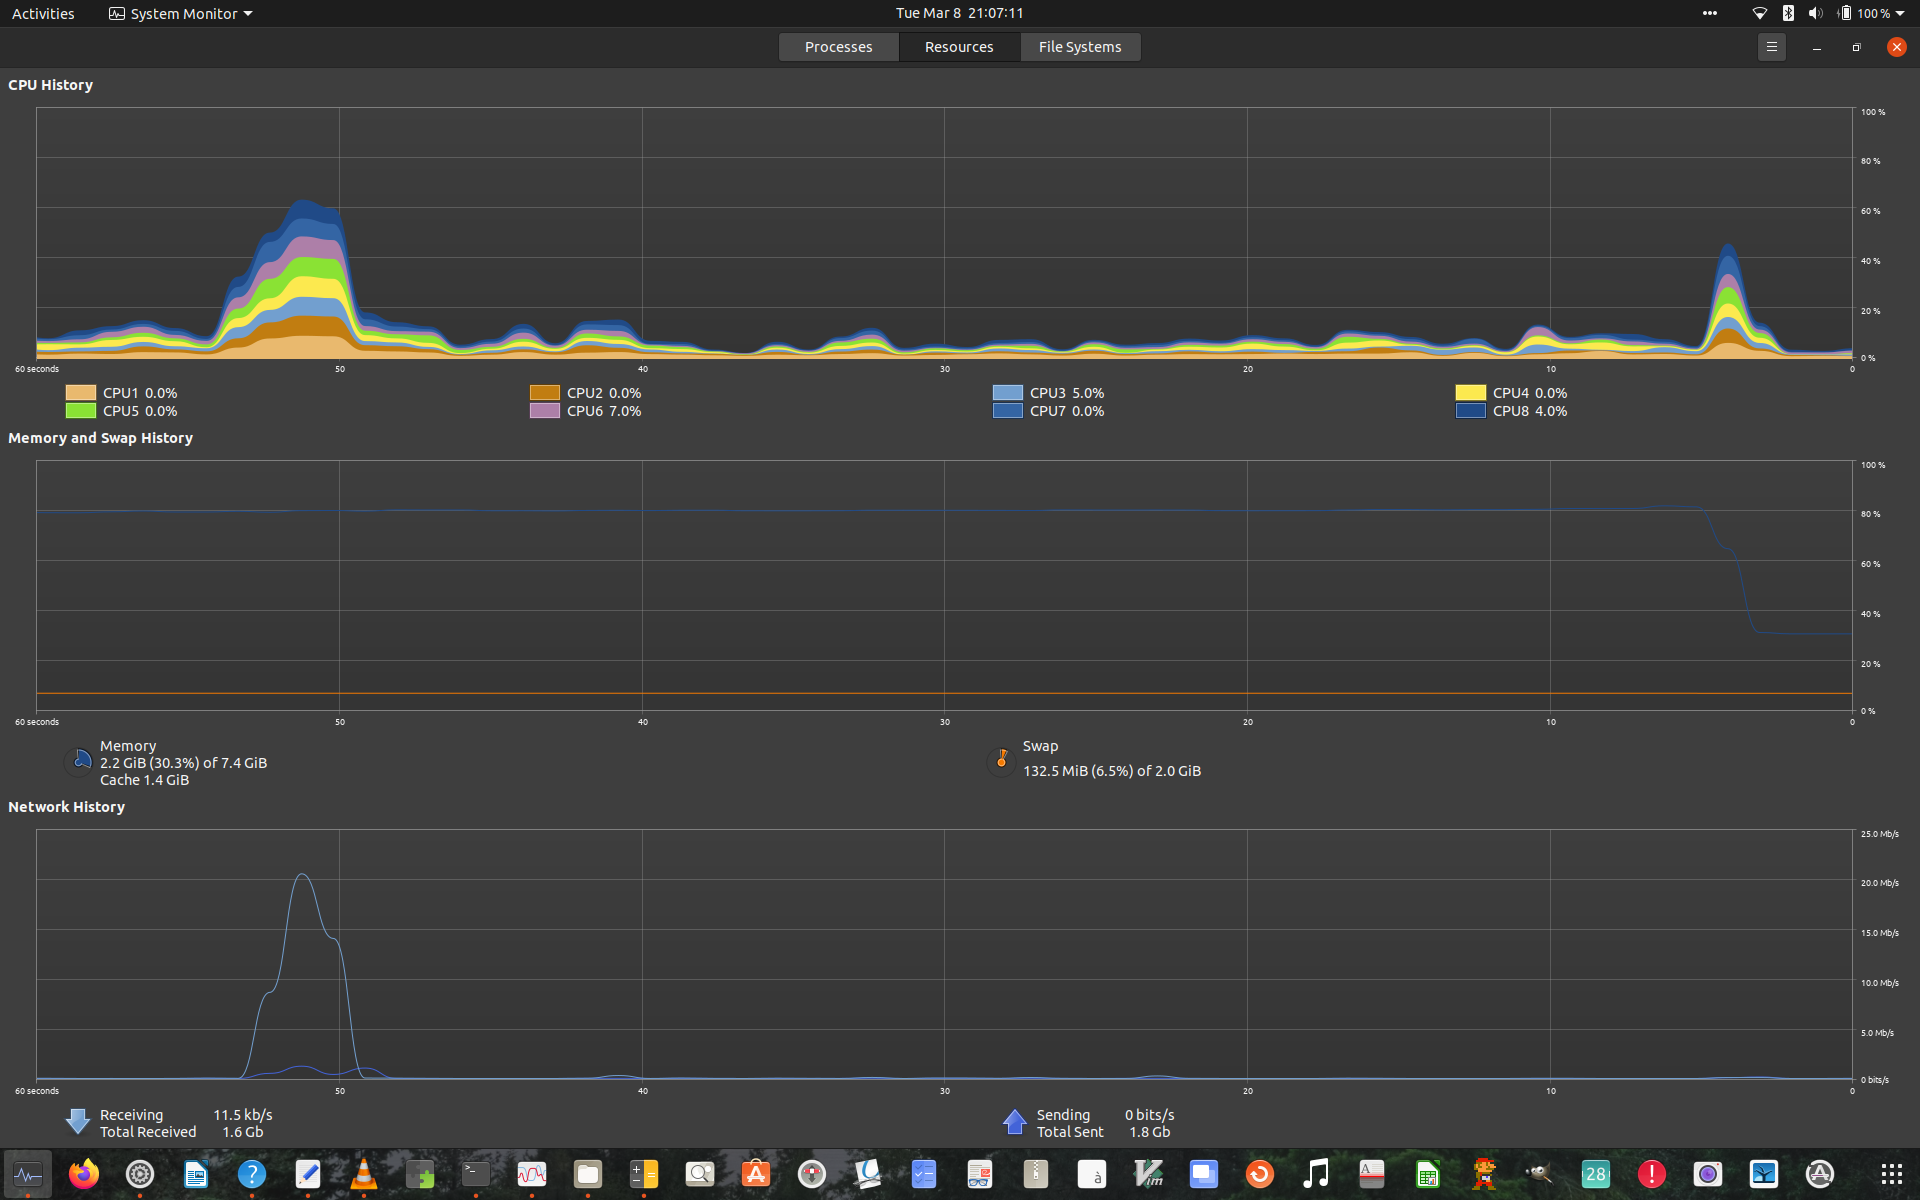 Activities System Monitor Tue Mar 8 21:07:11 100 %
Processes Resources File Systems
CPU History
100 %
80 %
60 %
40 %
20 %
0 %
60 seconds 50 40 30 20 10 0
CPU1 0.0% CPU2 0.0% CPU3 5.0% CPU4 0.0%
CPU5 0.0% CPU6 7.0% CPU7 0.0% CPU8 4.0%
Memory and Swap History
100 %
80 %
60 %
40 %
20 %
0 %
60 seconds 50 40 30 20 10 0
Memory
2.2 GiB (30.3%) of 7.4 GiB
Cache 1.4 GiB
Swap
132.5 MiB (6.5%) of 2.0 GiB
Network History
25.0 Mb/s
20.0 Mb/s
15.0 Mb/s
10.0 Mb/s
5.0 Mb/s
0 bits/s
60 seconds 50 40 30 20 10 0
Receiving 11.5 kb/s Sending 0 bits/s
Total Received 1.6 Gb Total Sent 1.8 Gb
? >_ A à Vim A 28 !